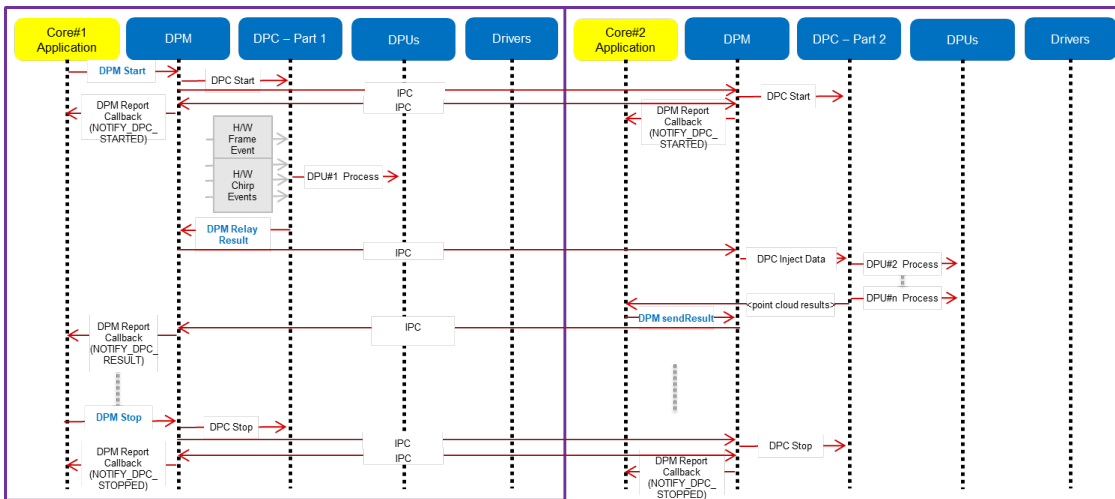 Core#1
Application
DPM
DPC – Part 1
DPUs
Drivers
Core#2
Application
DPM
DPC – Part 2
DPUs
Drivers
DPM Start
DPC Start
IPC
IPC
DPC Start
DPM Report
Callback
(NOTIFY_DPC_
STARTED)
DPM Report
Callback
(NOTIFY_DPC_
STARTED)
H/W
Frame
Event
H/W
Chirp
Events
DPU#1 Process
DPM Relay
Result
IPC
DPC Inject Data
DPU#2 Process
<point cloud results>
DPU#n Process
DPM sendResult
IPC
DPM Report
Callback
(NOTIFY_DPC_
RESULT)
DPM Stop
DPC Stop
IPC
IPC
DPC Stop
DPM Report
Callback
(NOTIFY_DPC_
STOPPED)
DPM Report
Callback
(NOTIFY_DPC_
STOPPED)